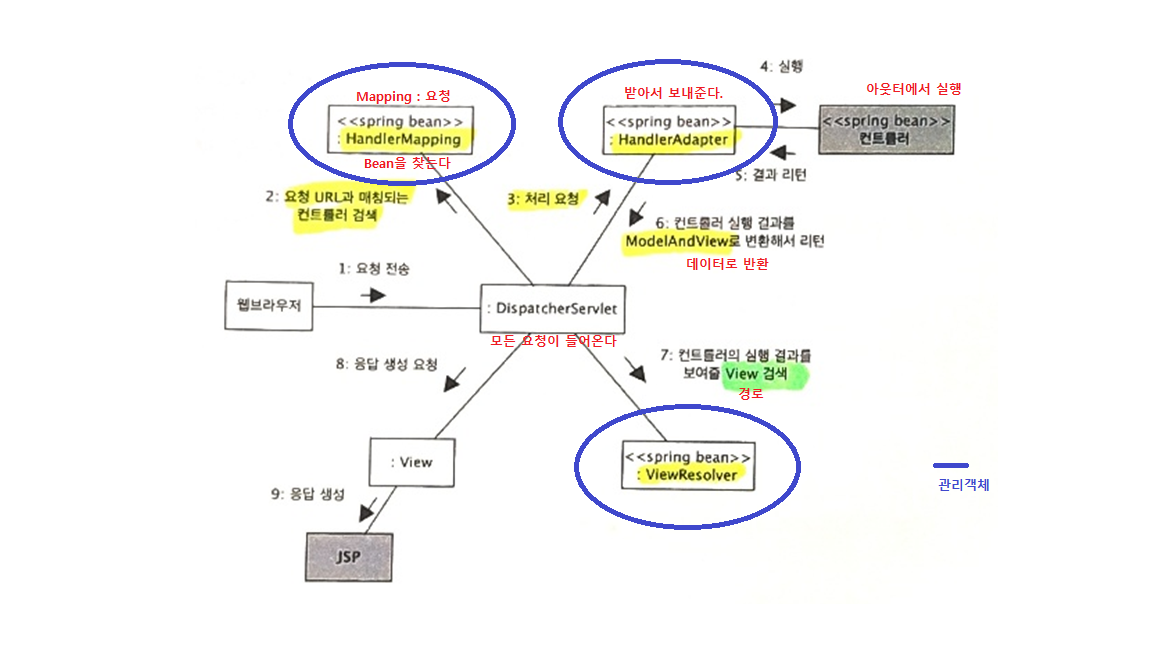 4: 실행
Mapping : 요청
받아서 보내준다.
아웃터에서 실행
<<spring bean>>
: HandlerMapping
<<spring bean>>
: HandlerAdapter
<<spring bean>>
컨트롤러
Bean을 찾는다
5: 결과 리턴
2: 요청 URL과 매칭되는
컨트롤러 검색
3: 처리 요청
6: 컨트롤러 실행 결과를
ModelAndView로 변환해서 리턴
데이터로 반환
1: 요청 전송
웹브라우저
: DispatcherServlet
모든 요청이 들어온다
8: 응답 생성 요청
7: 컨트롤러의 실행 결과를
보여줄 View 검색
경로
: View
<<spring bean>>
: ViewResolver
관리객체
9: 응답 생성
JSP